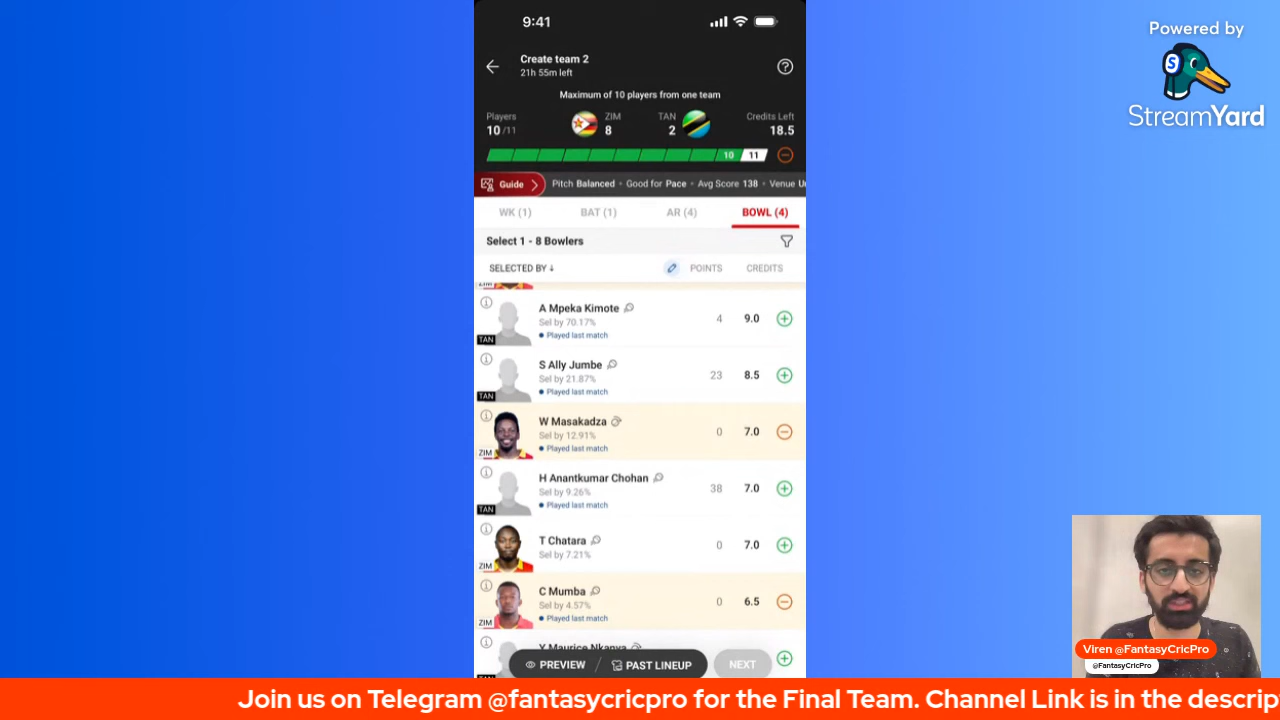 9:41
Create team 2
21h 55m left
Maximum of 10 players from one team
Players
10/11
ZIM
8
TAN
2
Credits Left
18.5
10
11
Guide
Pitch Balanced • Good for Pace • Avg Score 138 • Venue
WK (1)
BAT (1)
AR (4)
BOWL (4)
Select 1 - 8 Bowlers
SELECTED BY ↓
POINTS
CREDITS
ZIM
A Mpeka Kimote
Sel by 70.17%
Played last match
TAN
4
9.0
S Ally Jumbe
Sel by 21.87%
Played last match
TAN
23
8.5
W Masakadza
Sel by 12.91%
Played last match
ZIM
0
7.0
H Anantkumar Chohan
Sel by 9.26%
Played last match
TAN
38
7.0
T Chatara
Sel by 7.21%
ZIM
0
7.0
C Mumba
Sel by 4.57%
Played last match
ZIM
0
6.5
Y Maurice Nkanya
PREVIEW
PAST LINEUP
NEXT
Powered by
S
StreamYard
Viren @FantasyCricPro
@FantasyCricPro
Join us on Telegram @fantasycricpro for the Final Team. Channel Link is in the descrip